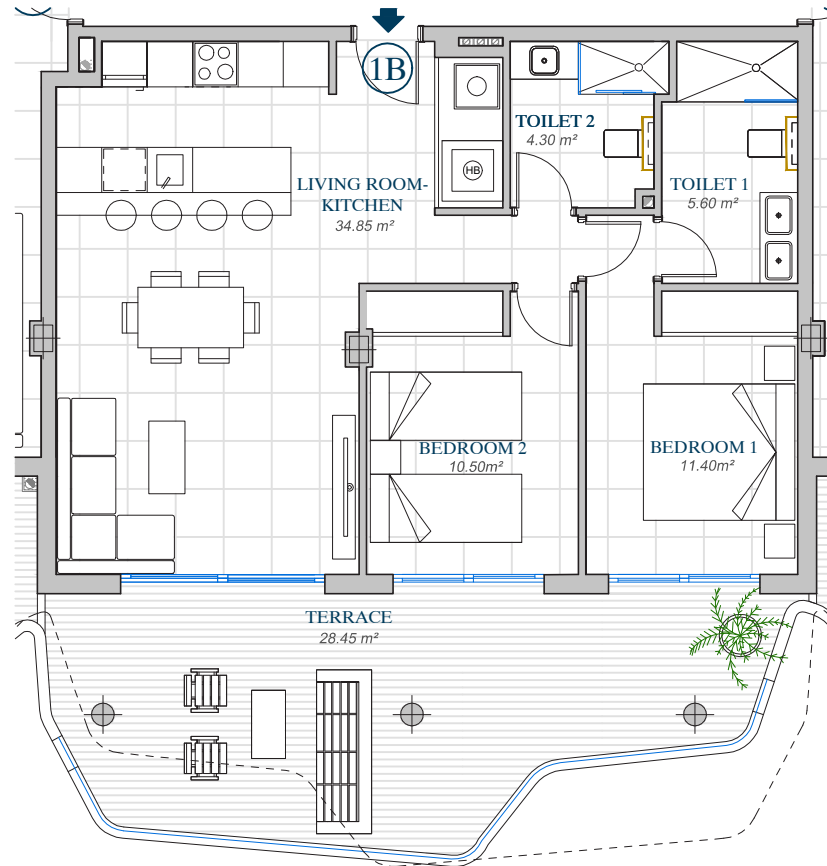 1B
TOILET 2
4.30 m²
HB
LIVING ROOM-
KITCHEN
34.85 m²
TOILET 1
5.60 m²
BEDROOM 2
10.50m²
BEDROOM 1
11.40m²
TERRACE
28.45 m²